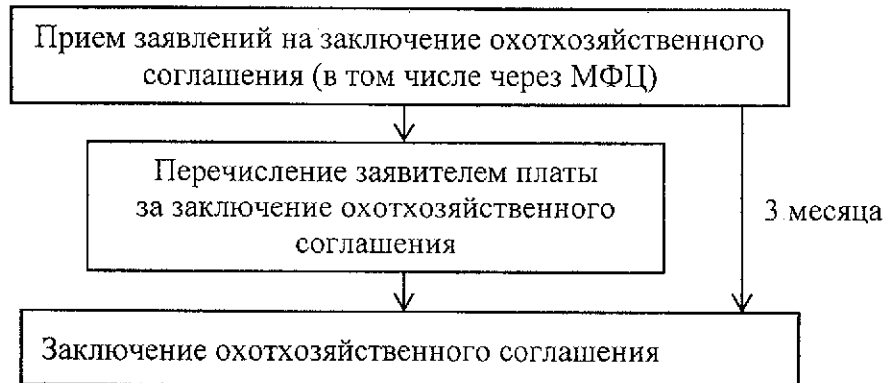 Прием заявлений на заключение охотхозяйственного
соглашения (в том числе через МФЦ)
Перечисление заявителем платы
за заключение охотхозяйственного
соглашения
3 месяца
Заключение охотхозяйственного соглашения